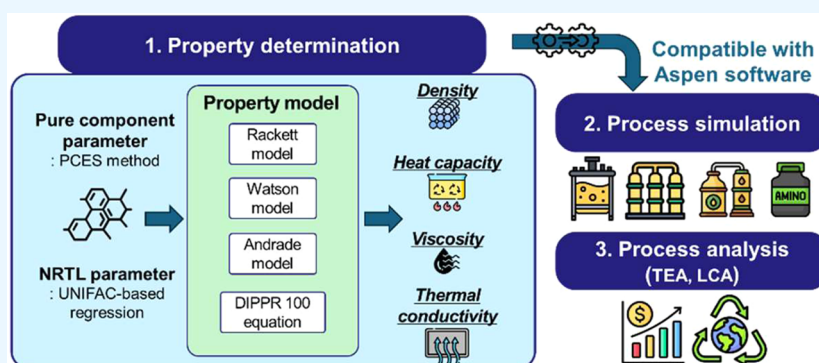 1. Property determination
Pure component
parameter
: PCES method
NRTL parameter
: UNIFAC-based
regression
Property model
Rackett
model
Watson
model
Andrade
model
DIPPR 100
equation
Density
Heat capacity
Viscosity
Thermal
conductivity
Compatible with
Aspen software
2. Process simulation
AMINO
3. Process analysis
(TEA, LCA)
$